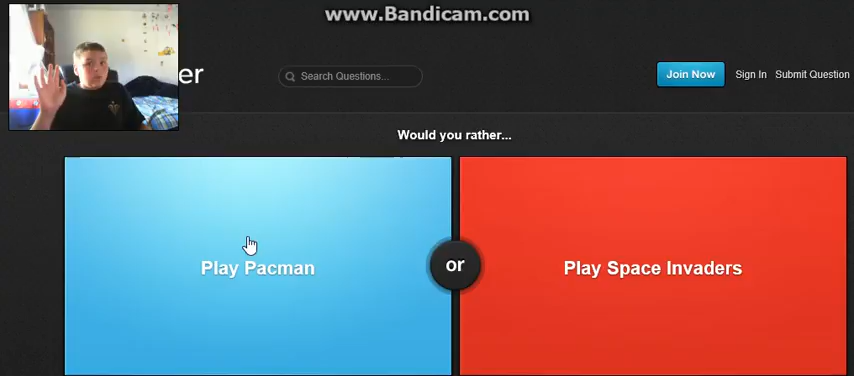 www.Bandicam.com
er
Search Questions...
Join Now
Sign In
Submit Question
Would you rather...
Play Pacman
or
Play Space Invaders